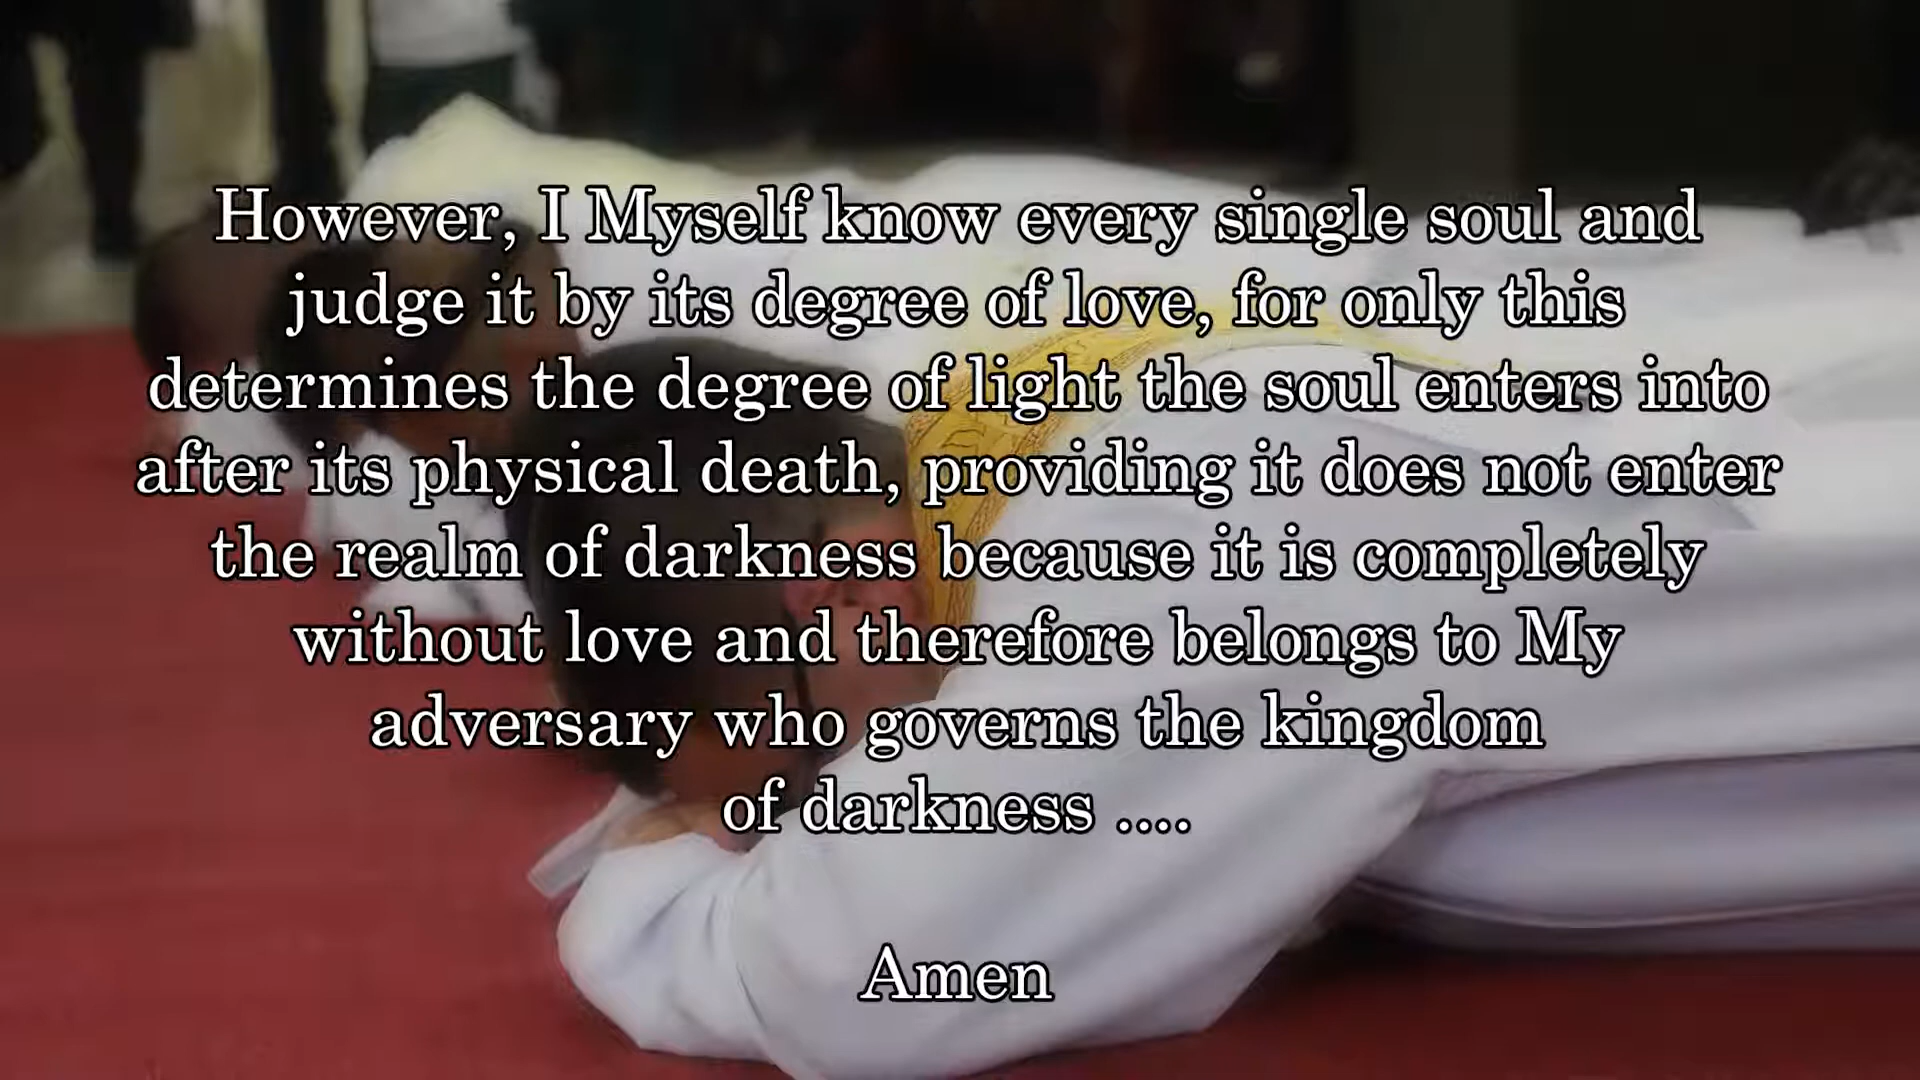 However, I Myself know every single soul and
judge it by its degree of love, for only this
determines the degree of light the soul enters into
after its physical death, providing it does not enter
the realm of darkness because it is completely
without love and therefore belongs to My
adversary who governs the kingdom
of darkness ....
Amen